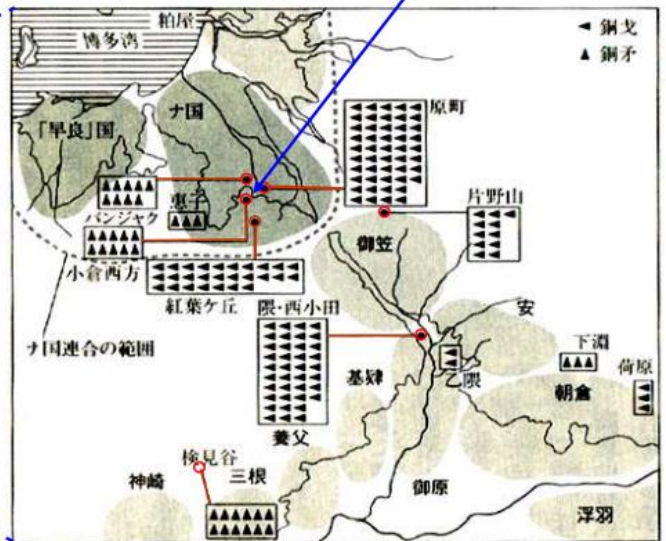 粕屋
博多湾
◀ 銅戈
▲ 銅矛
「早良」国
ナ国
原町
片野山
バンジャク
恵子
御笠
小倉西方
紅葉ケ丘
隈・西小田
ナ国連合の範囲
安
下淵
荷原
乙隈
基肄
朝倉
養父
検見谷
神崎
三根
御原
浮羽